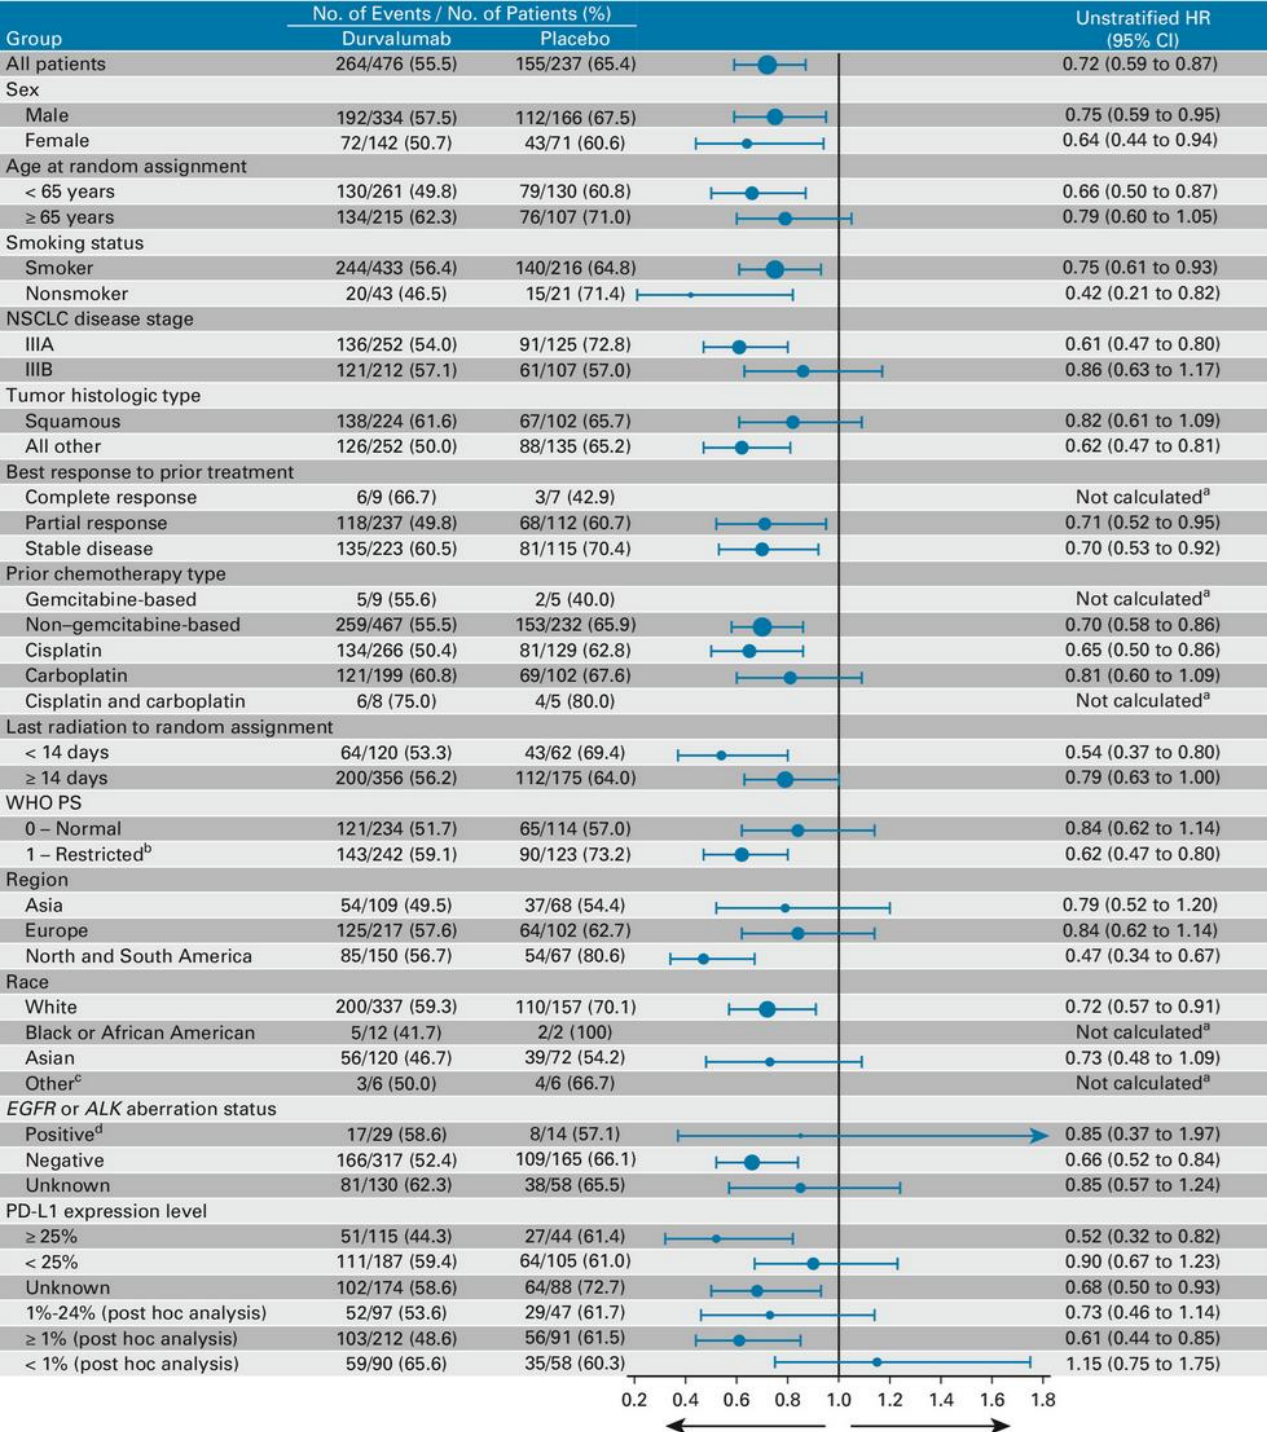 No. of Events / No. of Patients (%)
Unstratified HR
Group Durvalumab Placebo (95% CI)
All patients 264/476 (55.5) 155/237 (65.4) 0.72 (0.59 to 0.87)
Sex
Male 192/334 (57.5) 112/166 (67.5) 0.75 (0.59 to 0.95)
Female 72/142 (50.7) 43/71 (60.6) 0.64 (0.44 to 0.94)
Age at random assignment
< 65 years 130/261 (49.8) 79/130 (60.8) 0.66 (0.50 to 0.87)
≥ 65 years 134/215 (62.3) 76/107 (71.0) 0.79 (0.60 to 1.05)
Smoking status
Smoker 244/433 (56.4) 140/216 (64.8) 0.75 (0.61 to 0.93)
Nonsmoker 20/43 (46.5) 15/21 (71.4) 0.42 (0.21 to 0.82)
NSCLC disease stage
IIIA 136/252 (54.0) 91/125 (72.8) 0.61 (0.47 to 0.80)
IIIB 121/212 (57.1) 61/107 (57.0) 0.86 (0.63 to 1.17)
Tumor histologic type
Squamous 138/224 (61.6) 67/102 (65.7) 0.82 (0.61 to 1.09)
All other 126/252 (50.0) 88/135 (65.2) 0.62 (0.47 to 0.81)
Best response to prior treatment
Complete response 6/9 (66.7) 3/7 (42.9) Not calculatedᵃ
Partial response 118/237 (49.8) 68/112 (60.7) 0.71 (0.52 to 0.95)
Stable disease 135/223 (60.5) 81/115 (70.4) 0.70 (0.53 to 0.92)
Prior chemotherapy type
Gemcitabine-based 5/9 (55.6) 2/5 (40.0) Not calculatedᵃ
Non–gemcitabine-based 259/467 (55.5) 153/232 (65.9) 0.70 (0.58 to 0.86)
Cisplatin 134/266 (50.4) 81/129 (62.8) 0.65 (0.50 to 0.86)
Carboplatin 121/199 (60.8) 69/102 (67.6) 0.81 (0.60 to 1.09)
Cisplatin and carboplatin 6/8 (75.0) 4/5 (80.0) Not calculatedᵃ
Last radiation to random assignment
< 14 days 64/120 (53.3) 43/62 (69.4) 0.54 (0.37 to 0.80)
≥ 14 days 200/356 (56.2) 112/175 (64.0) 0.79 (0.63 to 1.00)
WHO PS
0 – Normal 121/234 (51.7) 65/114 (57.0) 0.84 (0.62 to 1.14)
1 – Restrictedᵇ 143/242 (59.1) 90/123 (73.2) 0.62 (0.47 to 0.80)
Region
Asia 54/109 (49.5) 37/68 (54.4) 0.79 (0.52 to 1.20)
Europe 125/217 (57.6) 64/102 (62.7) 0.84 (0.62 to 1.14)
North and South America 85/150 (56.7) 54/67 (80.6) 0.47 (0.34 to 0.67)
Race
White 200/337 (59.3) 110/157 (70.1) 0.72 (0.57 to 0.91)
Black or African American 5/12 (41.7) 2/2 (100) Not calculatedᵃ
Asian 56/120 (46.7) 39/72 (54.2) 0.73 (0.48 to 1.09)
Otherᶜ 3/6 (50.0) 4/6 (66.7) Not calculatedᵃ
EGFR or ALK aberration status
Positiveᵈ 17/29 (58.6) 8/14 (57.1) 0.85 (0.37 to 1.97)
Negative 166/317 (52.4) 109/165 (66.1) 0.66 (0.52 to 0.84)
Unknown 81/130 (62.3) 38/58 (65.5) 0.85 (0.57 to 1.24)
PD-L1 expression level
≥ 25% 51/115 (44.3) 27/44 (61.4) 0.52 (0.32 to 0.82)
< 25% 111/187 (59.4) 64/105 (61.0) 0.90 (0.67 to 1.23)
Unknown 102/174 (58.6) 64/88 (72.7) 0.68 (0.50 to 0.93)
1%-24% (post hoc analysis) 52/97 (53.6) 29/47 (61.7) 0.73 (0.46 to 1.14)
≥ 1% (post hoc analysis) 103/212 (48.6) 56/91 (61.5) 0.61 (0.44 to 0.85)
< 1% (post hoc analysis) 59/90 (65.6) 35/58 (60.3) 1.15 (0.75 to 1.75)
0.2 0.4 0.6 0.8 1.0 1.2 1.4 1.6 1.8